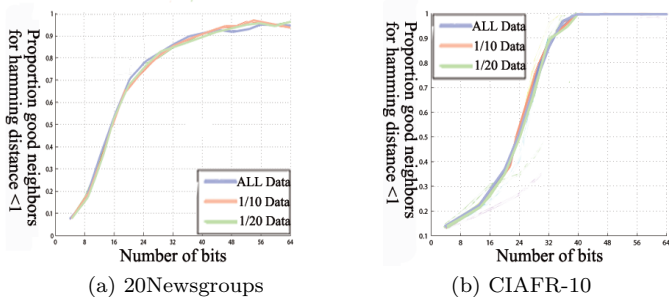 Proportion good neighbors
for hamming distance <1
1
0.9
0.8
0.7
0.6
0.5
0.4
0.3
0.2
0.1
0
0 8 16 24 32 40 48 56 64
ALL Data
1/10 Data
1/20 Data
Number of bits
(a) 20Newsgroups
Proportion good neighbors
for hamming distance <1
1
0.9
0.8
0.7
0.6
0.5
0.4
0.3
0.2
0.1
0 8 16 24 32 40 48 56 64
ALL Data
1/10 Data
1/20 Data
Number of bits
(b) CIAFR-10